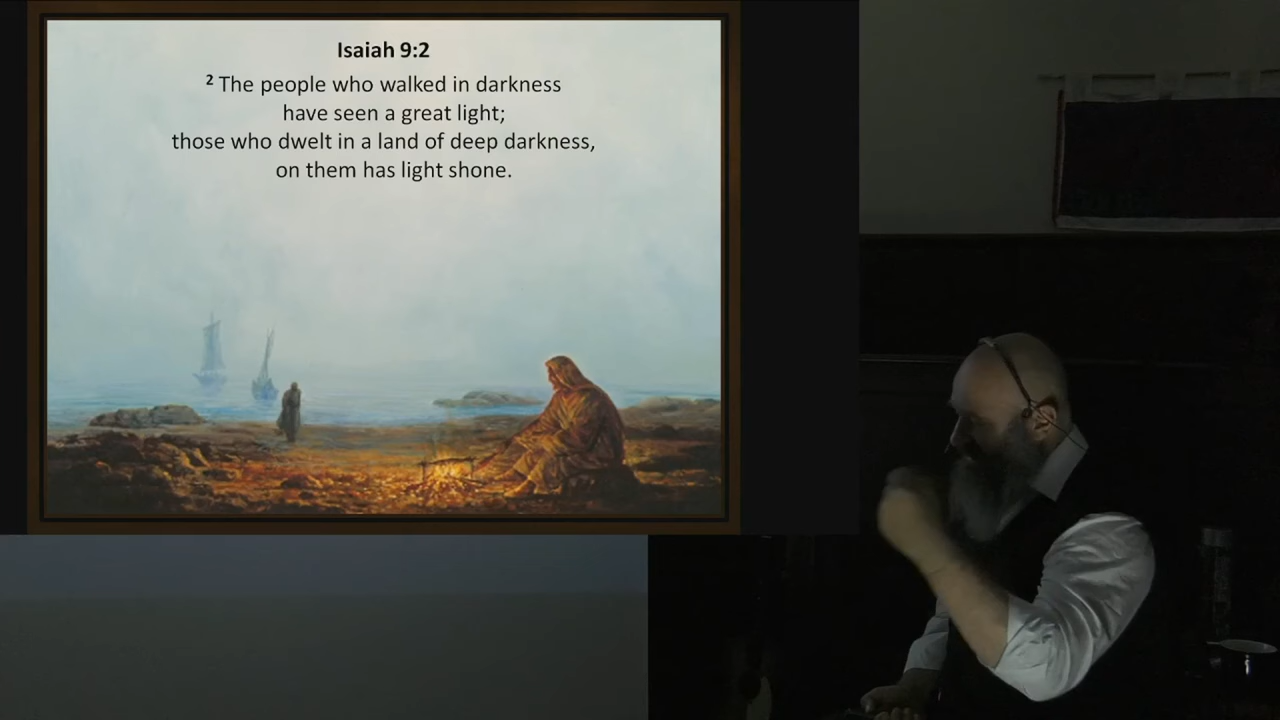 Isaiah 9:2
2 The people who walked in darkness
have seen a great light;
those who dwelt in a land of deep darkness,
on them has light shone.